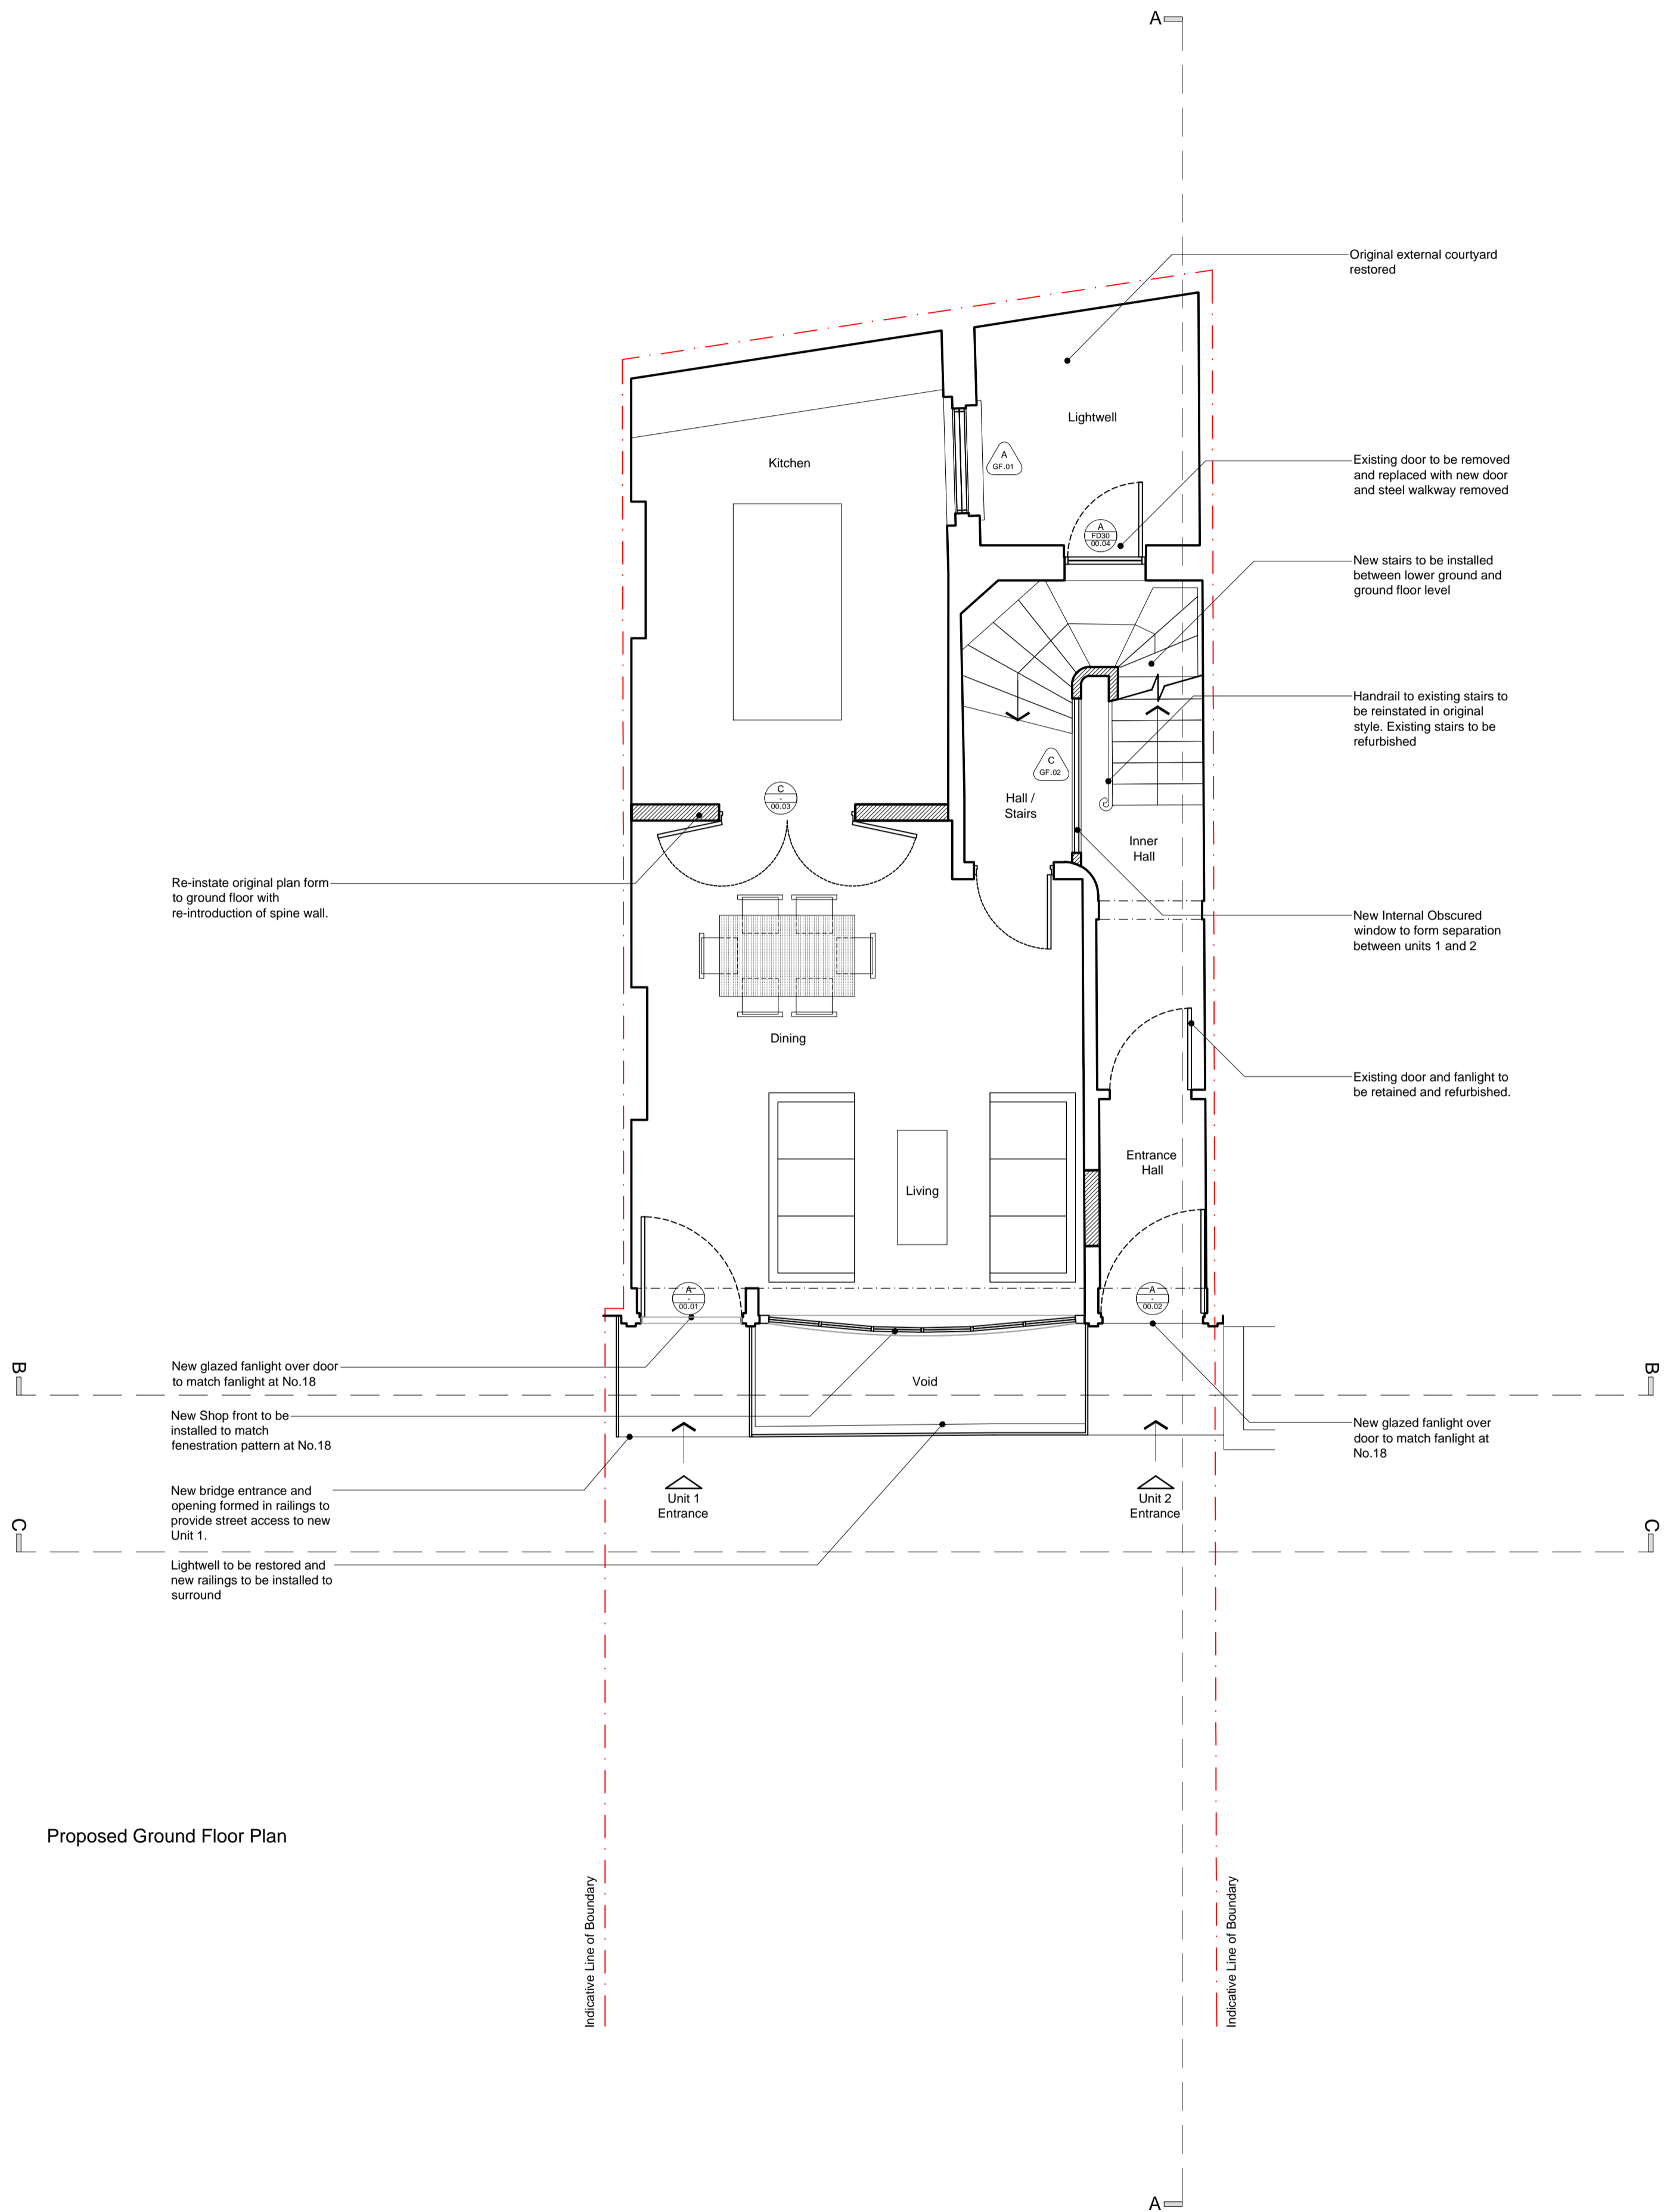 A
Original external courtyard
restored
Lightwell
Kitchen
A
GF.01
Existing door to be removed
and replaced with new door
and steel walkway removed
A
FD30
00.04
New stairs to be installed
between lower ground and
ground floor level
Handrail to existing stairs to
be reinstated in original
style. Existing stairs to be
refurbished
C
GF.02
C
-
00.03
Hall /
Stairs
Inner
Hall
Re-instate original plan form
to ground floor with
re-introduction of spine wall.
New Internal Obscured
window to form separation
between units 1 and 2
Dining
Existing door and fanlight to
be retained and refurbished.
Entrance
Hall
Living
A
-
00.01
A
-
00.02
New glazed fanlight over door
to match fanlight at No.18
B
B
Void
New Shop front to be
installed to match
fenestration pattern at No.18
New glazed fanlight over
door to match fanlight at
No.18
New bridge entrance and
opening formed in railings to
provide street access to new
Unit 1.
Unit 1
Entrance
Unit 2
Entrance
C
C
Lightwell to be restored and
new railings to be installed to
surround
Proposed Ground Floor Plan
Indicative Line of Boundary
Indicative Line of Boundary
A